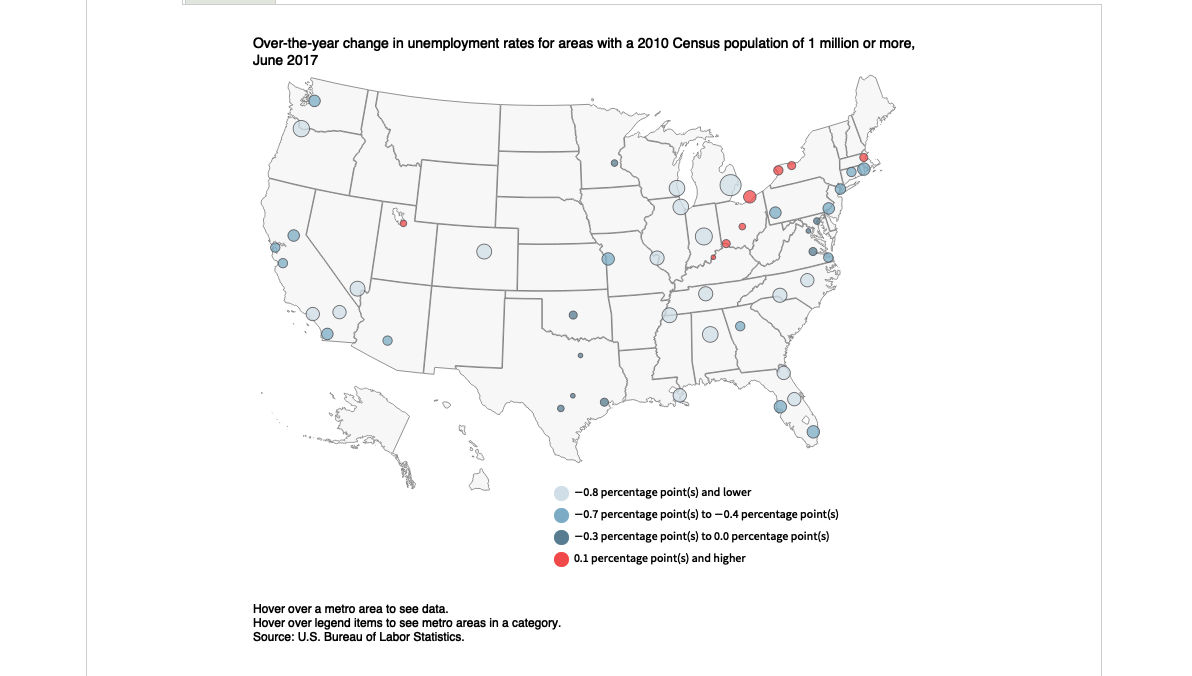 Over-the-year change in unemployment rates for areas with a 2010 Census population of 1 million or more,
June 2017
−0.8 percentage point(s) and lower
−0.7 percentage point(s) to −0.4 percentage point(s)
−0.3 percentage point(s) to 0.0 percentage point(s)
0.1 percentage point(s) and higher
Hover over a metro area to see data.
Hover over legend items to see metro areas in a category.
Source: U.S. Bureau of Labor Statistics.